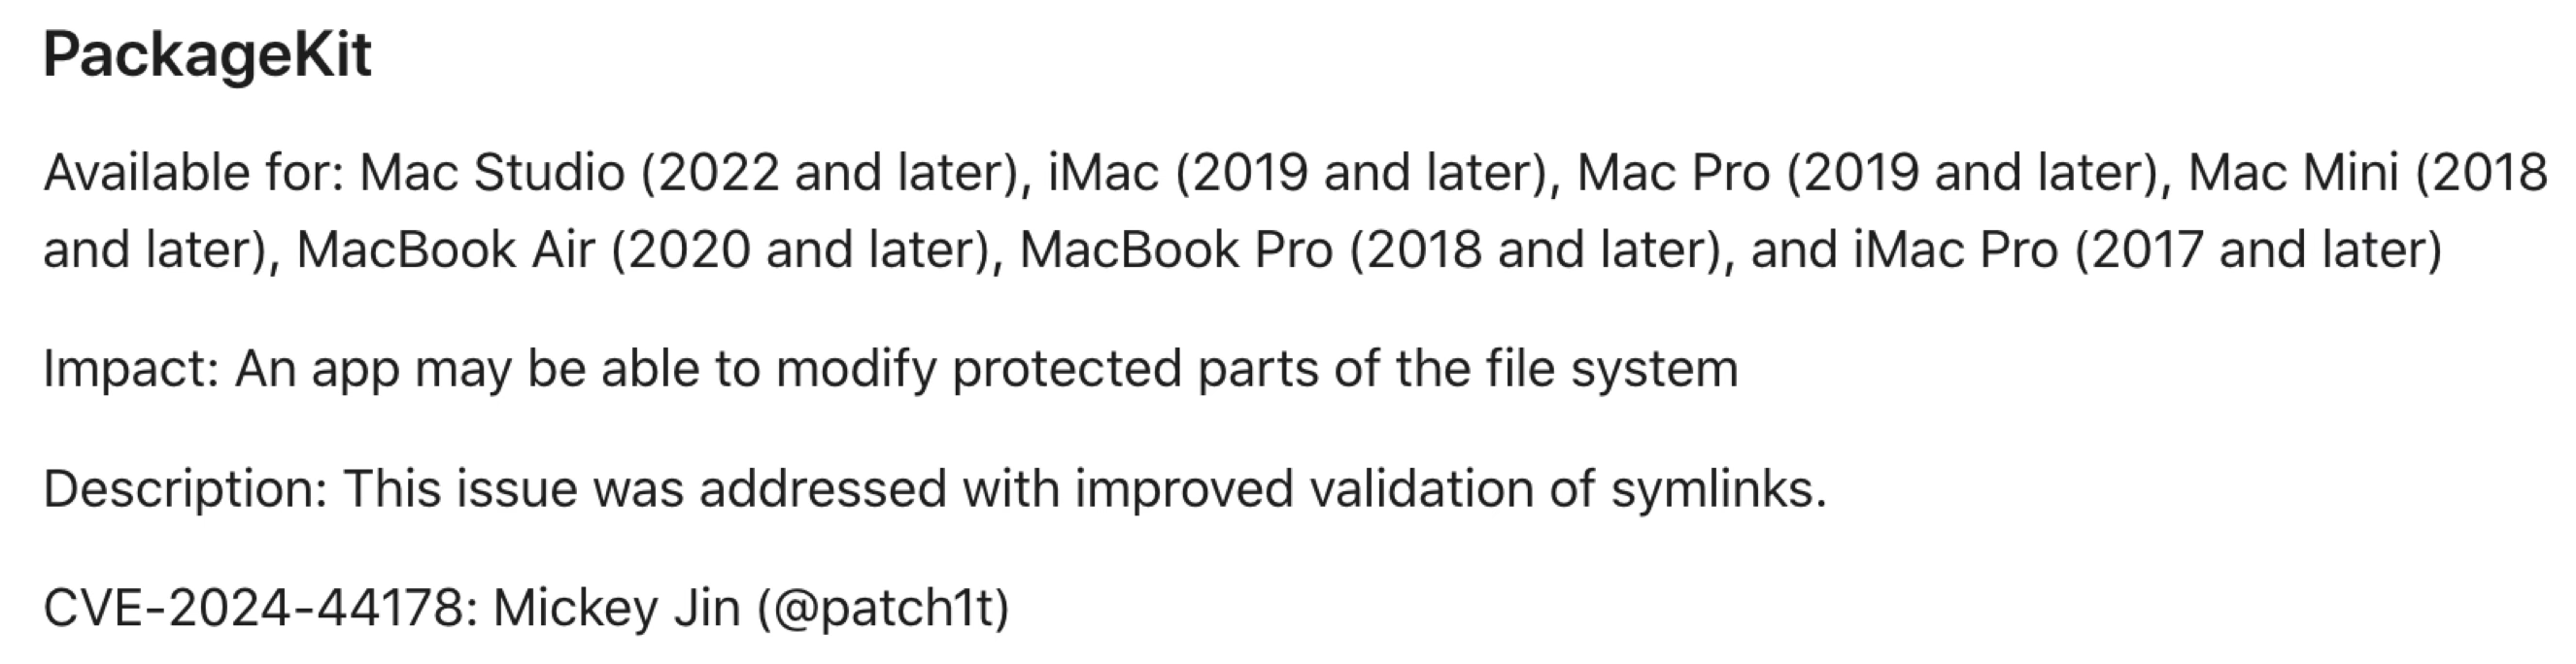 PackageKit
Available for: Mac Studio (2022 and later), iMac (2019 and later), Mac Pro (2019 and later), Mac Mini (2018
and later), MacBook Air (2020 and later), MacBook Pro (2018 and later), and iMac Pro (2017 and later)
Impact: An app may be able to modify protected parts of the file system
Description: This issue was addressed with improved validation of symlinks.
CVE-2024-44178: Mickey Jin (@patch1t)